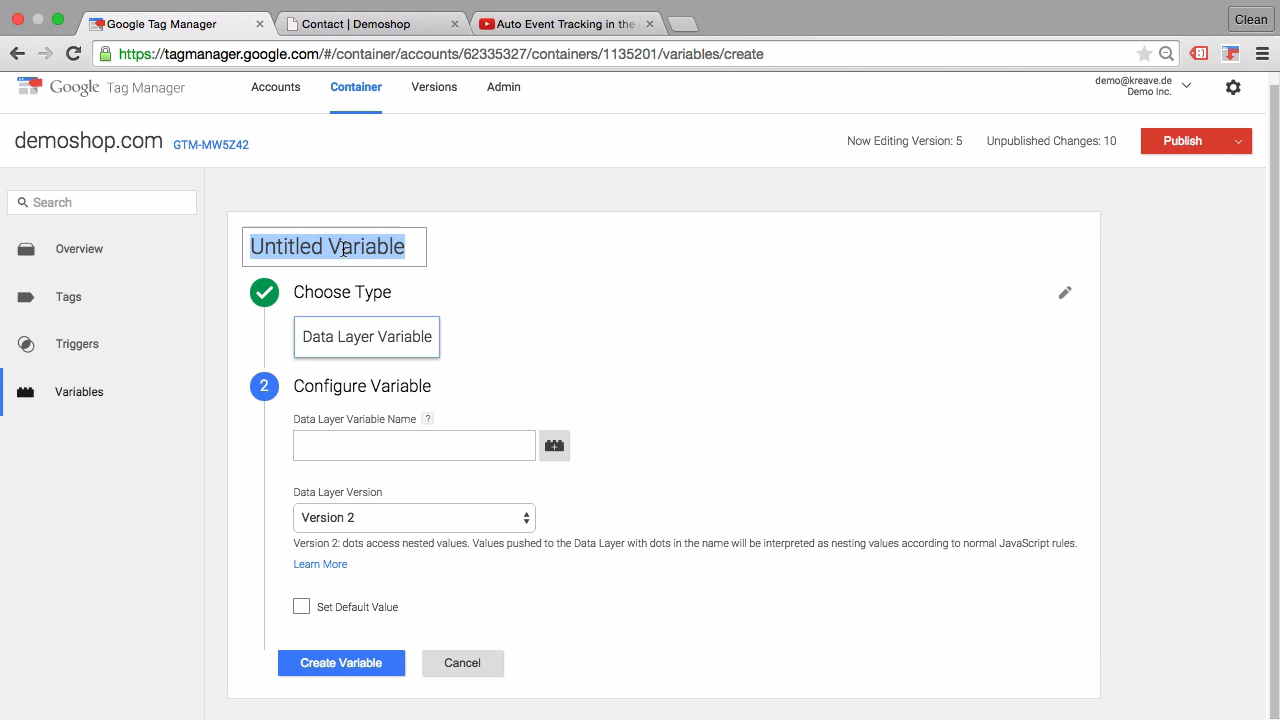 Google Tag Manager
Contact | Demoshop
Auto Event Tracking in the
Clean
https://tagmanager.google.com/#/container/accounts/62335327/containers/1135201/variables/create
Google Tag Manager
Accounts
Container
Versions
Admin
demo@kreave.de
Demo Inc.
demoshop.com
GTM-MW5Z42
Now Editing Version: 5
Unpublished Changes: 10
Publish
Search
Overview
Tags
Triggers
Variables
Untitled Variable
Choose Type
Data Layer Variable
2
Configure Variable
Data Layer Variable Name ?
Data Layer Version
Version 2
Version 2: dots access nested values. Values pushed to the Data Layer with dots in the name will be interpreted as nesting values according to normal JavaScript rules.
Learn More
Set Default Value
Create Variable
Cancel